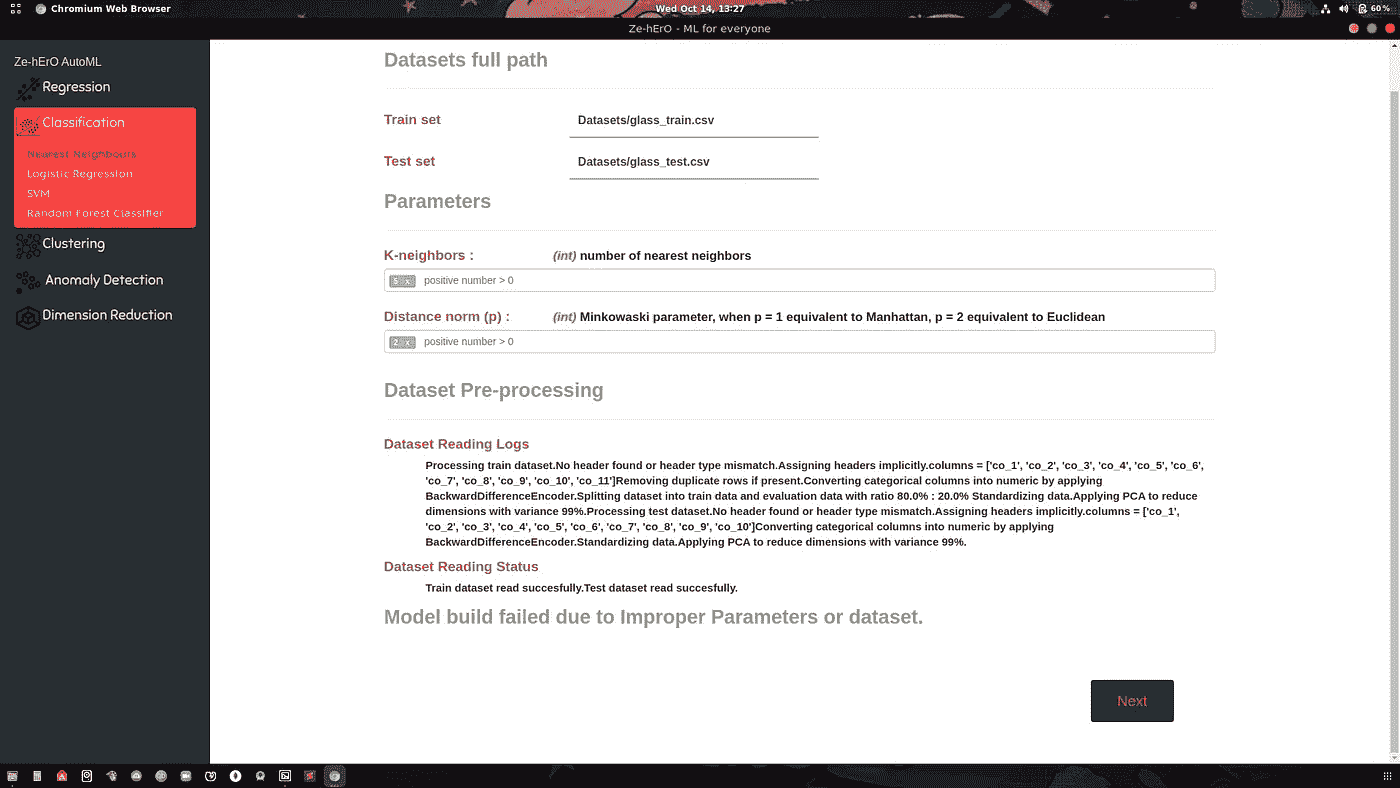 Chromium Web Browser
Wed Oct 14, 13:27
60%
Ze-hErO - ML for everyone
Ze-hErO AutoML
Regression
Classification
Nearest Neighbours
Logistic Regression
SVM
Random Forest Classifier
Clustering
Anomaly Detection
Dimension Reduction
Datasets full path
Train set
Datasets/glass_train.csv
Test set
Datasets/glass_test.csv
Parameters
K-neighbors :
(int) number of nearest neighbors
5 x positive number > 0
Distance norm (p) :
(int) Minkowaski parameter, when p = 1 equivalent to Manhattan, p = 2 equivalent to Euclidean
2 x positive number > 0
Dataset Pre-processing
Dataset Reading Logs
Processing train dataset.No header found or header type mismatch.Assigning headers implicitly.columns = ['co_1', 'co_2', 'co_3', 'co_4', 'co_5', 'co_6',
'co_7', 'co_8', 'co_9', 'co_10', 'co_11']Removing duplicate rows if present.Converting categorical columns into numeric by applying
BackwardDifferenceEncoder.Splitting dataset into train data and evaluation data with ratio 80.0% : 20.0% Standardizing data.Applying PCA to reduce
dimensions with variance 99%.Processing test dataset.No header found or header type mismatch.Assigning headers implicitly.columns = ['co_1',
'co_2', 'co_3', 'co_4', 'co_5', 'co_6', 'co_7', 'co_8', 'co_9', 'co_10']Converting categorical columns into numeric by applying
BackwardDifferenceEncoder.Standardizing data.Applying PCA to reduce dimensions with variance 99%.
Dataset Reading Status
Train dataset read succesfully.Test dataset read succesfully.
Model build failed due to Improper Parameters or dataset.
Next